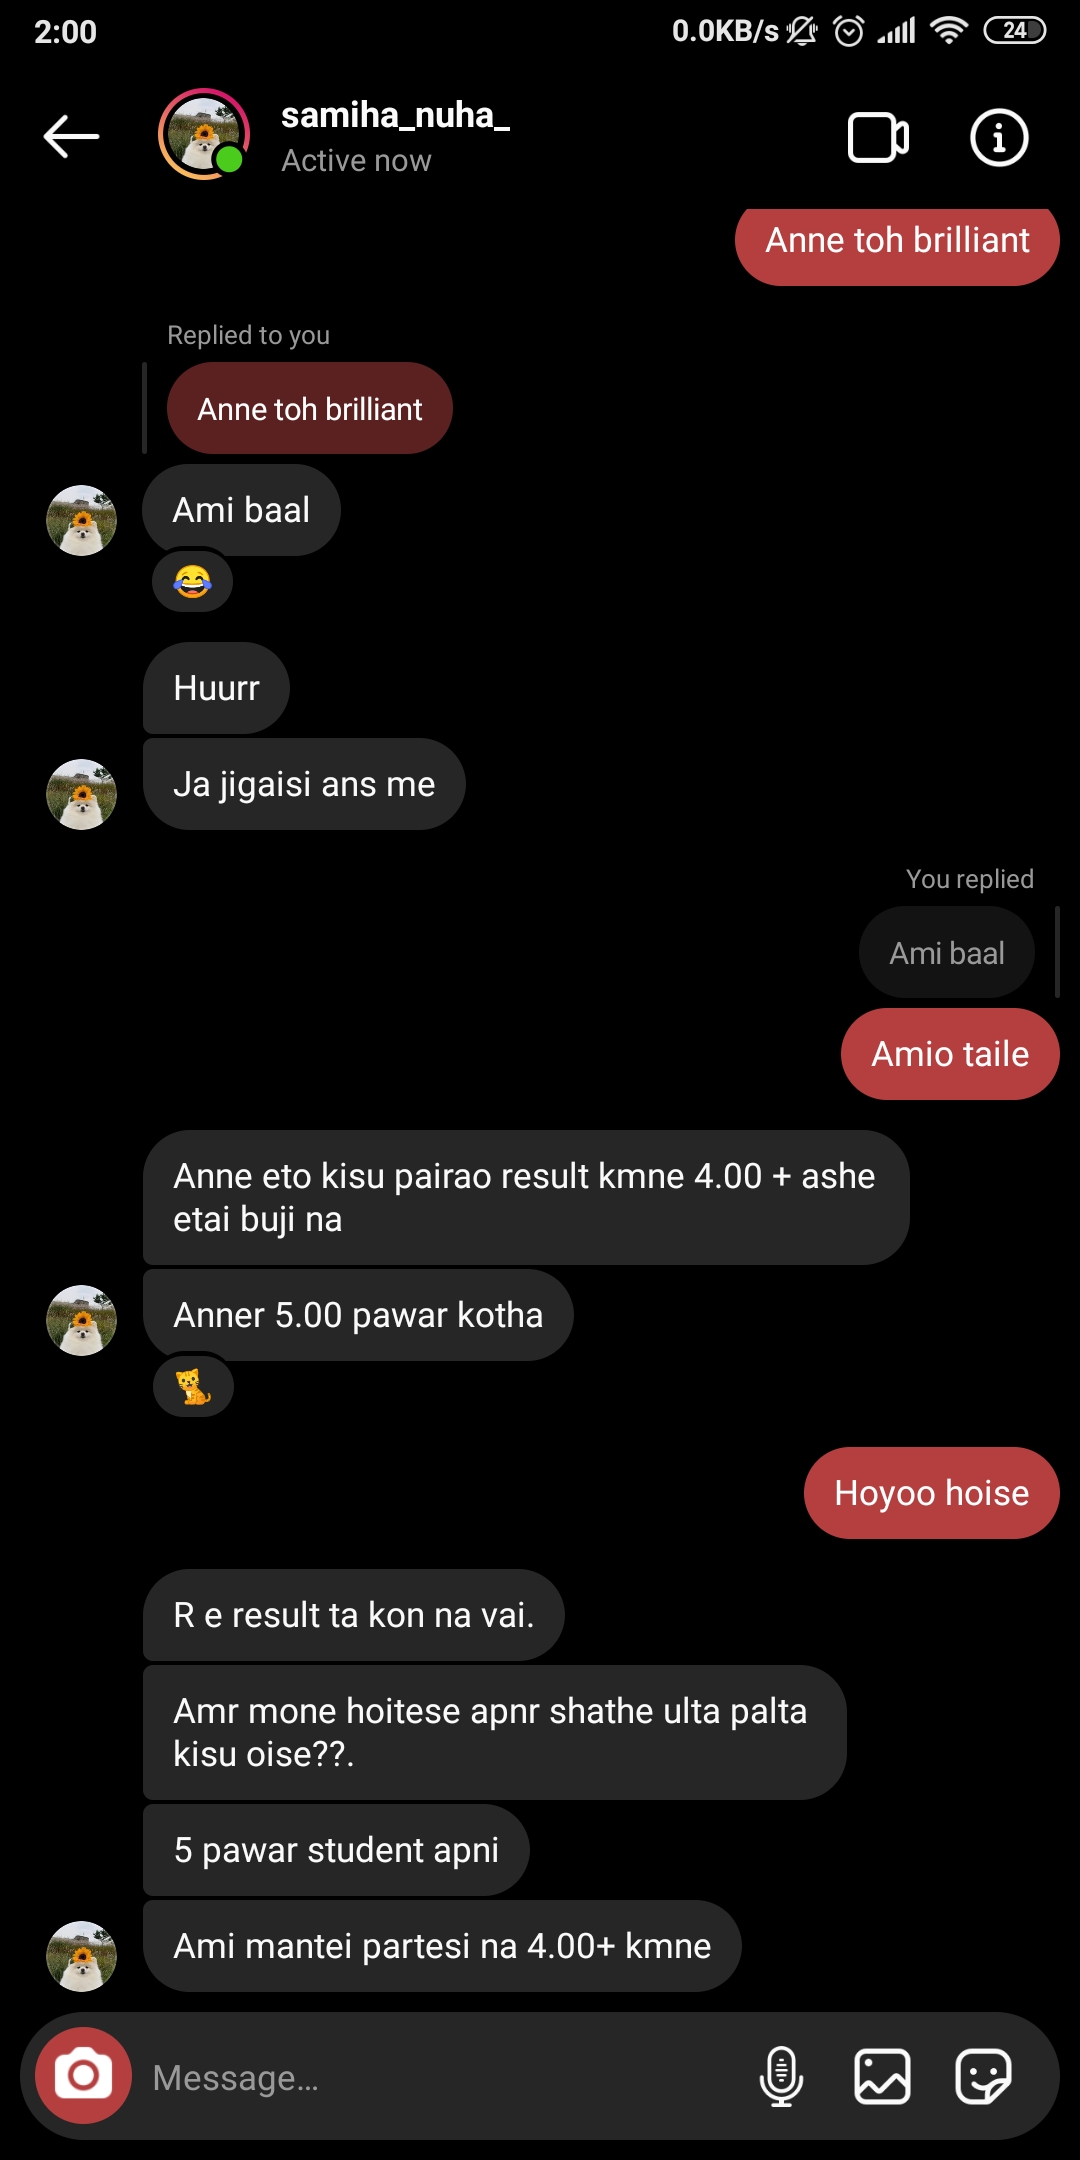 2:00
0.0KB/s
24
samiha_nuha_
Active now
Anne toh brilliant
Replied to you
Anne toh brilliant
Ami baal
Huurr
Ja jigaisi ans me
You replied
Ami baal
Amio taile
Anne eto kisu pairao result kmne 4.00 + ashe
etai buji na
Anner 5.00 pawar kotha
Hoyoo hoise
R e result ta kon na vai.
Amr mone hoitese apnr shathe ulta palta
kisu oise??.
5 pawar student apni
Ami mantei partesi na 4.00+ kmne
Message...